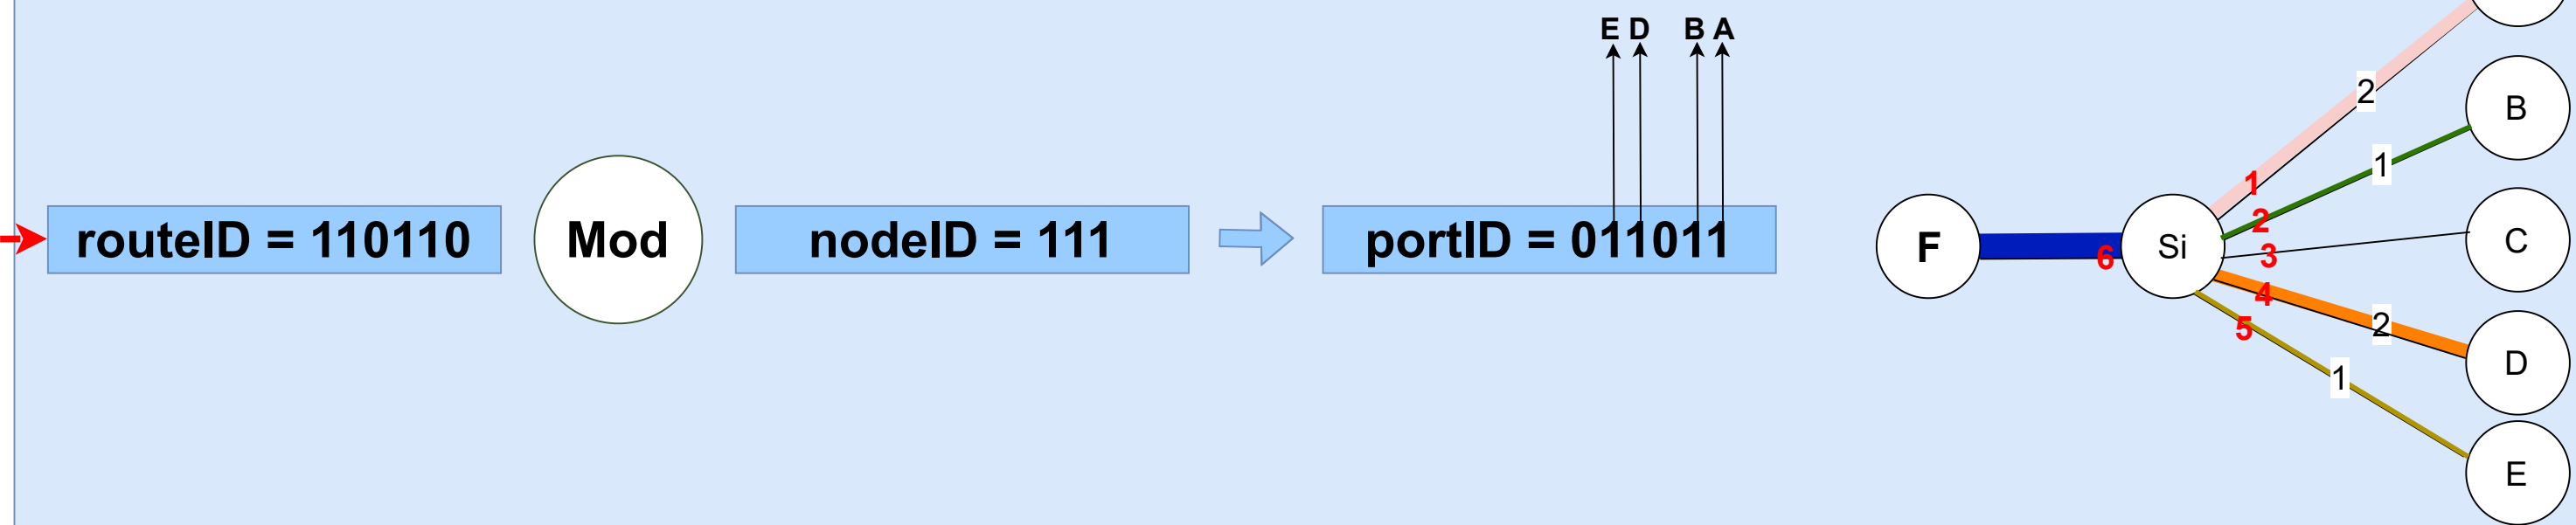 E D B A
routeID = 110110
Mod
nodeID = 111
portID = 011011
F
6
Si
1
2
3
4
5
2
1
2
1
B
C
D
E